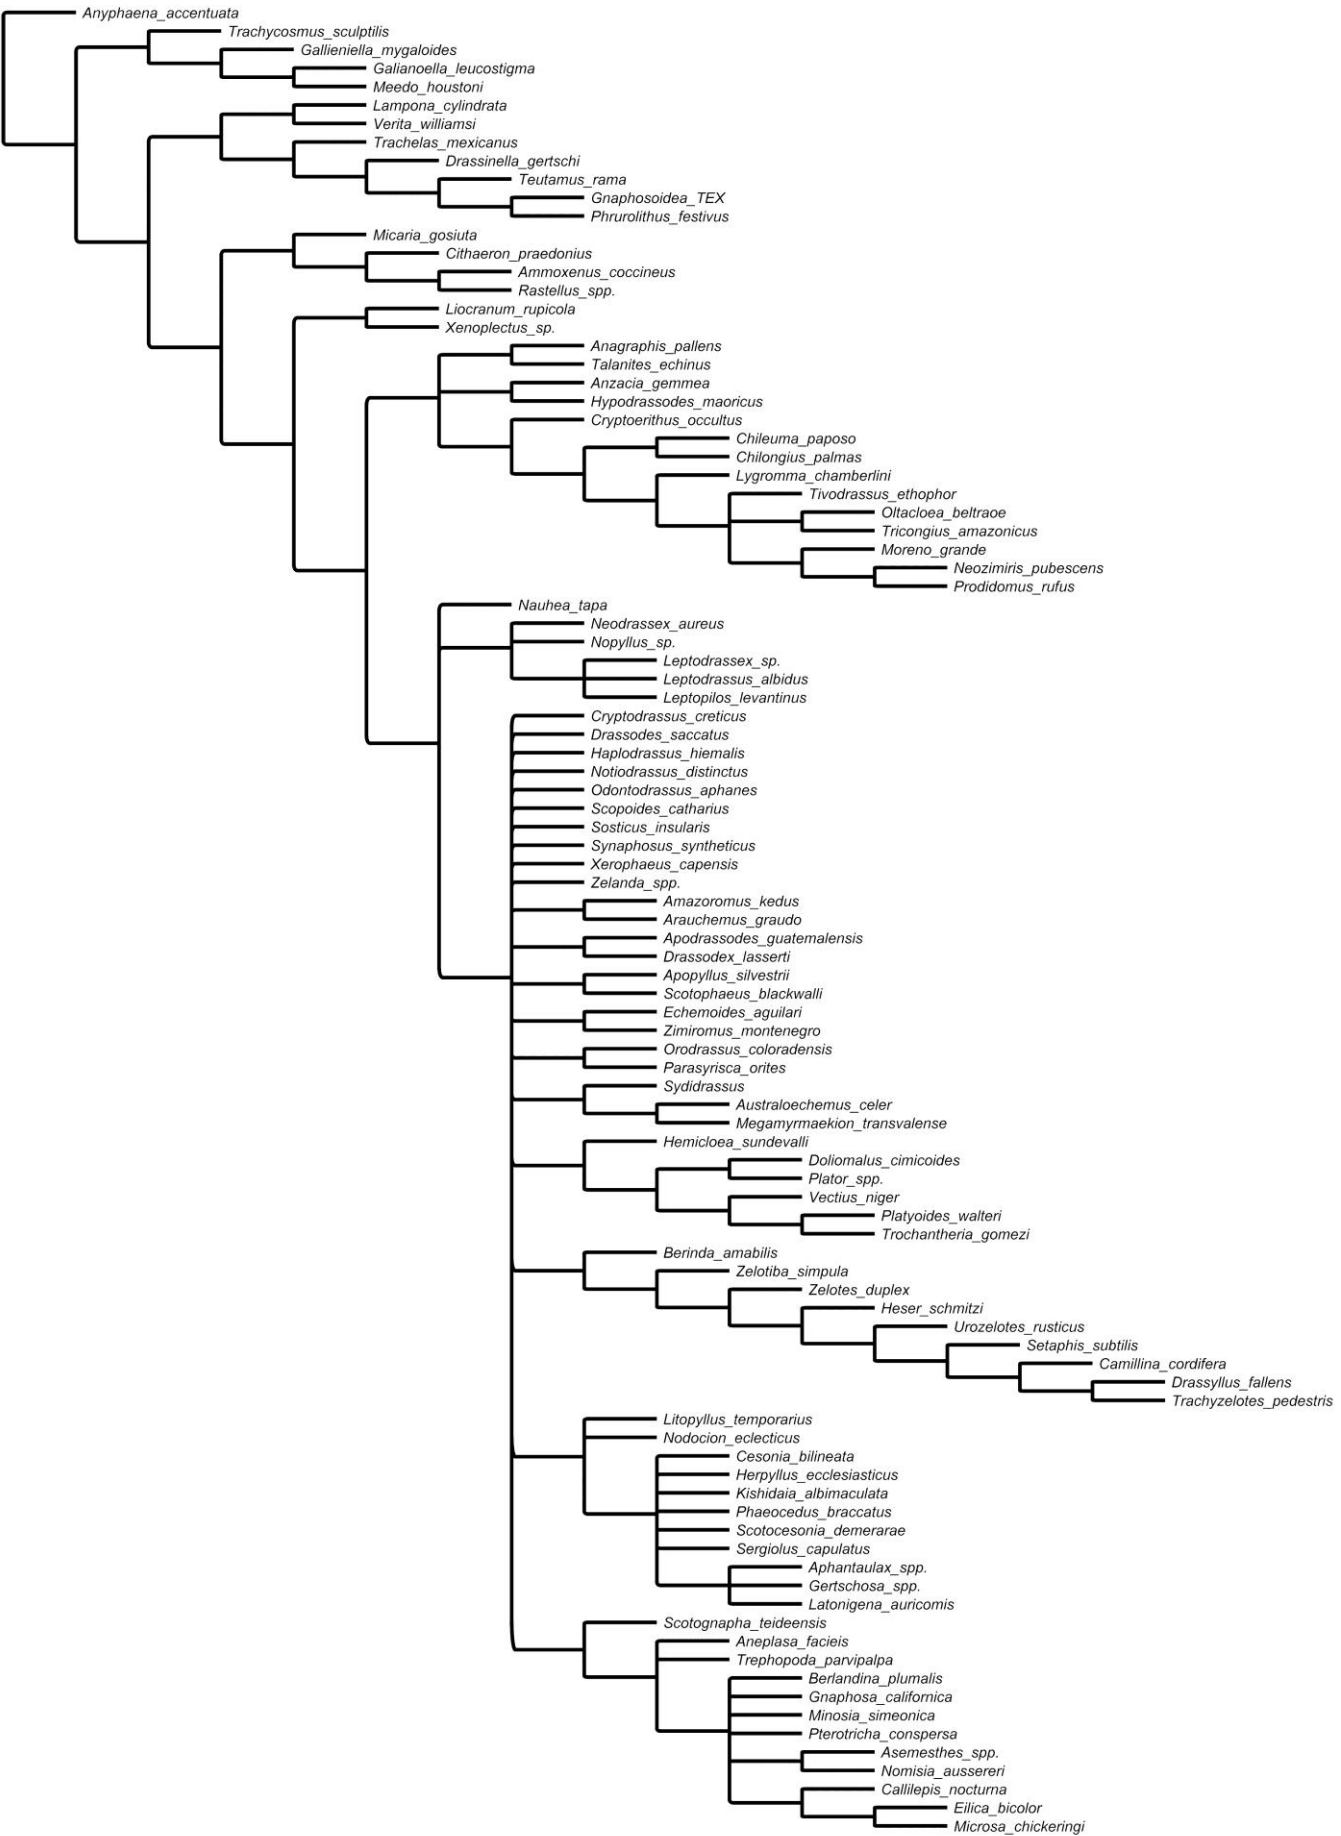 Anyphaena_accentuata
Trachycosmus_sculptilis
Gallieniella_mygaloides
Galianoella_leucostigma
Meedo_houstoni
Lampona_cylindrata
Verita_williamsi
Trachelas_mexicanus
Drassinella_gertschi
Teutamus_rama
Gnaphosoidea_TEX
Phrurolithus_festivus
Micaria_gosiuta
Cithaeron_praedonius
Ammoxenus_coccineus
Rastellus_spp.
Liocranum_rupicola
Xenoplectus_sp.
Anagraphis_pallens
Talanites_echinus
Anzacia_gemmea
Hypodrassodes_maoricus
Cryptoerithus_occultus
Chileuma_paposo
Chilongius_palmas
Lygromma_chamberlini
Tivodrassus_ethophor
Oltacloea_beltraoe
Tricongius_amazonicus
Moreno_grande
Neozimiris_pubescens
Prodidomus_rufus
Nauhea_tapa
Neodrassex_aureus
Nopyllus_sp.
Leptodrassex_sp.
Leptodrassus_albidus
Leptopilos_levantinus
Cryptodrassus_creticus
Drassodes_saccatus
Haplodrassus_hiemalis
Notiodrassus_distinctus
Odontodrassus_aphanes
Scopoides_catharius
Sosticus_insularis
Synaphosus_syntheticus
Xerophaeus_capensis
Zelanda_spp.
Amazoromus_kedus
Arauchemus_graudo
Apodrassodes_guatemalensis
Drassodex_lasserti
Apopyllus_silvestrii
Scotophaeus_blackwalli
Echemoides_aguilari
Zimiromus_montenegro
Orodrassus_coloradensis
Parasyrisca_orites
Sydidrassus
Australoechemus_celer
Megamyrmaekion_transvalense
Hemicloea_sundevalli
Doliomalus_cimicoides
Plator_spp.
Vectius_niger
Platyoides_walteri
Trochantheria_gomezi
Berinda_amabilis
Zelotiba_simpula
Zelotes_duplex
Heser_schmitzi
Urozelotes_rusticus
Setaphis_subtilis
Camillina_cordifera
Drassyllus_fallens
Trachyzelotes_pedestris
Litopyllus_temporarius
Nodocion_eclecticus
Cesonia_bilineata
Herpyllus_ecclesiasticus
Kishidaia_albimaculata
Phaeocedus_braccatus
Scotocesonia_demerarae
Sergiolus_capulatus
Aphantaulax_spp.
Gertschosa_spp.
Latonigena_auricomis
Scotognapha_teideensis
Aneplasa_facieis
Trephopoda_parvipalpa
Berlandina_plumalis
Gnaphosa_californica
Minosia_simeonica
Pterotricha_conspersa
Asemesthes_spp.
Nomisia_aussereri
Callilepis_nocturna
Eilica_bicolor
Microsa_chickeringi